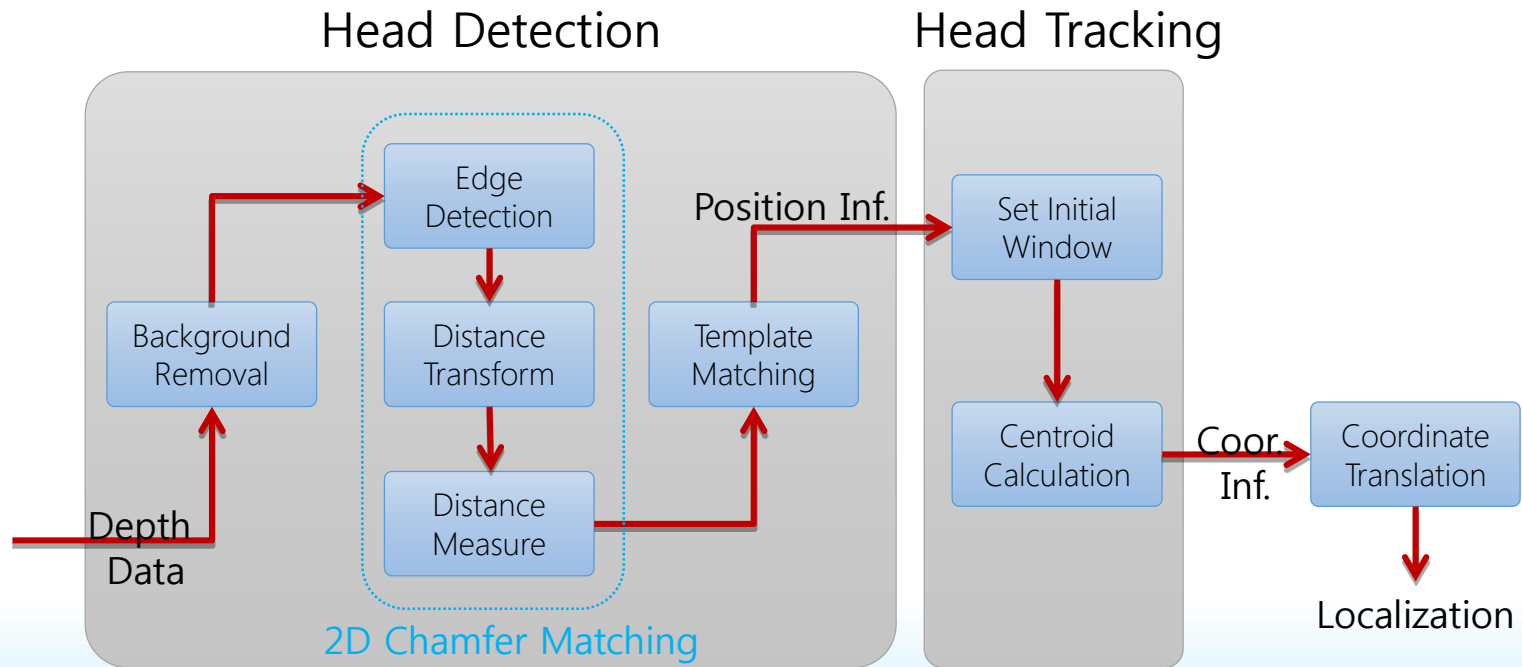 Head Detection
Head Tracking
Depth
Data
Background
Removal
Edge
Detection
Distance
Transform
Distance
Measure
2D Chamfer Matching
Template
Matching
Position Inf.
Set Initial
Window
Centroid
Calculation
Coor.
Inf.
Coordinate
Translation
Localization